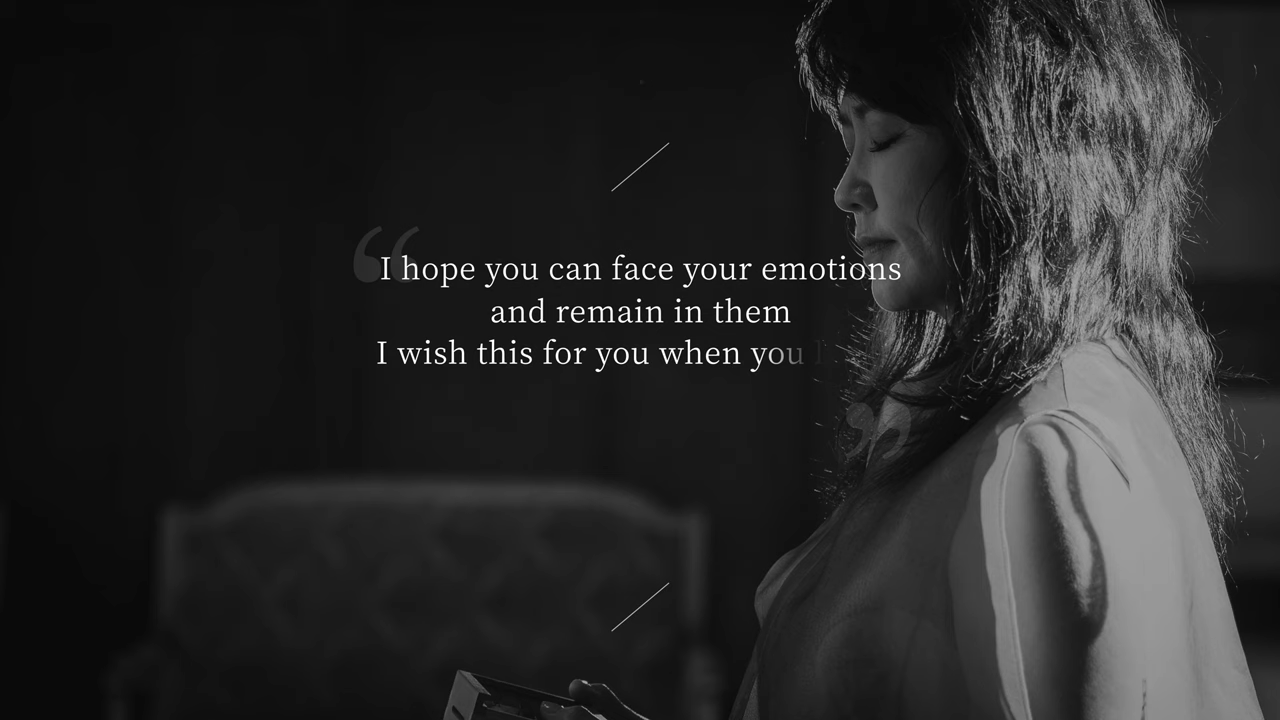 I hope you can face your emotions
and remain in them
I wish this for you when you